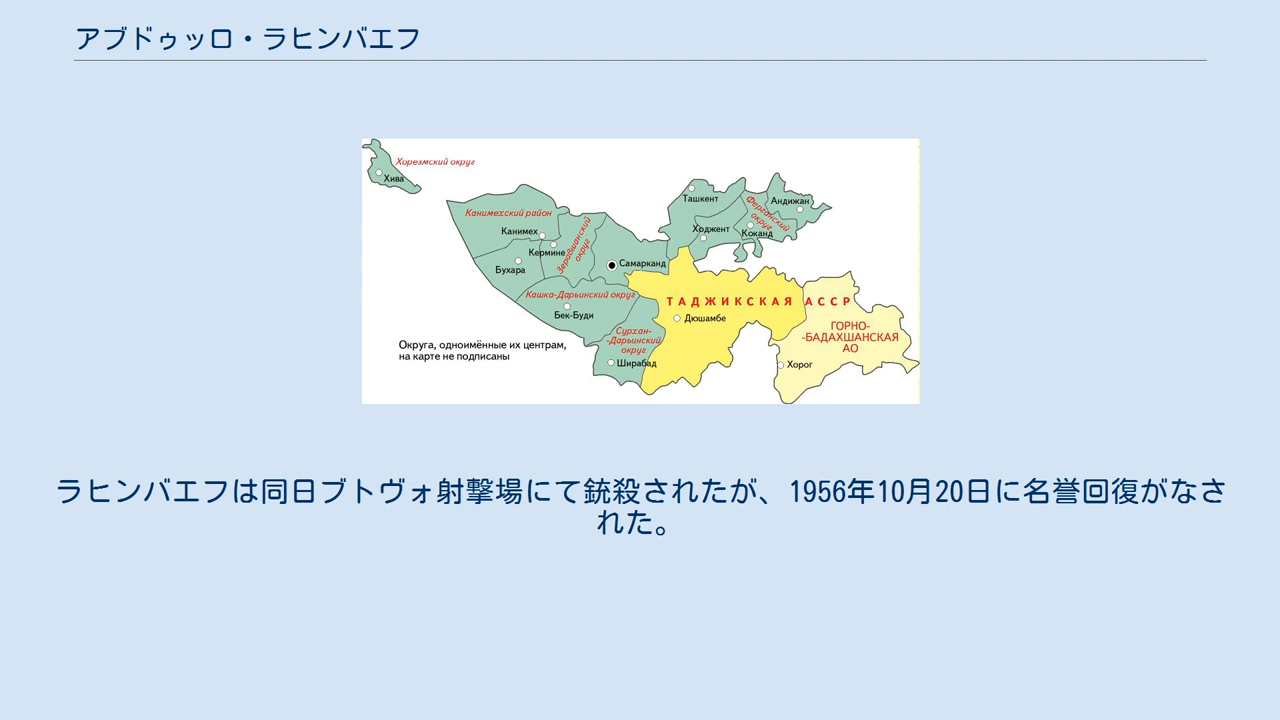 アブドゥッロ・ラヒンバエフ
Хорезмский округ
Хива
Канимехский район
Канимех
Кермине
Зеравшанский
округ
Бухара
Самарканд
Ташкент
Ходжент
Ферганский
округ
Андижан
Коканд
Кашка-Дарьинский округ
Бек-Буди
Сурхан-
-Дарьинский
округ
Ширабад
ТАДЖИКСКАЯ АССР
Дюшамбе
ГОРНО-
-БАДАХШАНСКАЯ
АО
Хорог
Округа, одноимённые их центрам,
на карте не подписаны
ラヒンバエフは同日ブトヴォ射撃場にて銃殺されたが、1956年10月20日に名誉回復がなさ
れた。